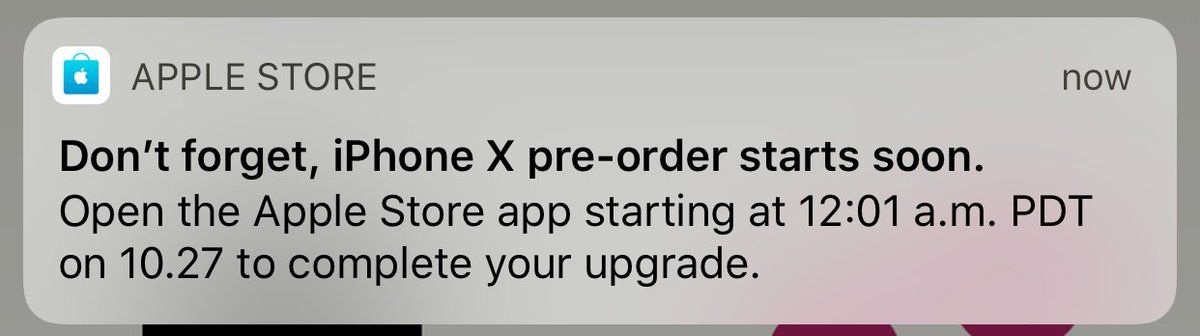 APPLE STORE now
Don’t forget, iPhone X pre-order starts soon.
Open the Apple Store app starting at 12:01 a.m. PDT
on 10.27 to complete your upgrade.